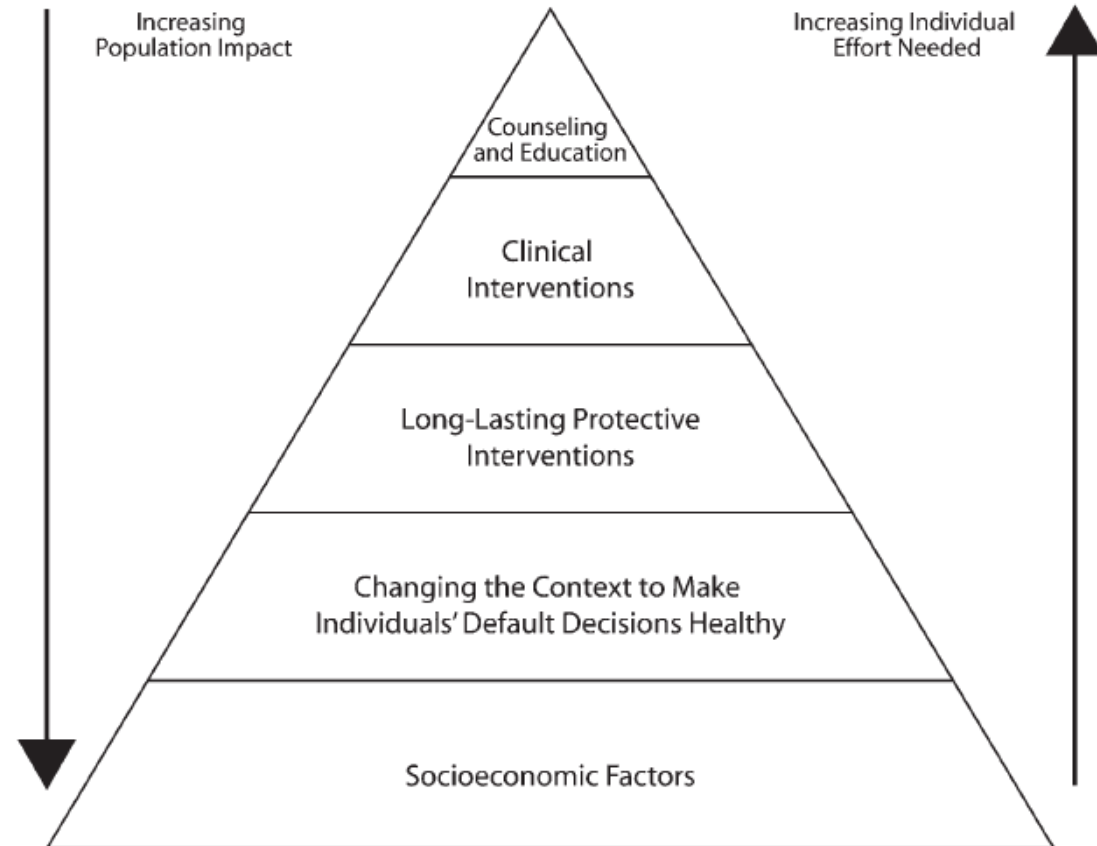 Increasing
Population Impact
Increasing Individual
Effort Needed
Counseling
and Education
Clinical
Interventions
Long-Lasting Protective
Interventions
Changing the Context to Make
Individuals’ Default Decisions Healthy
Socioeconomic Factors